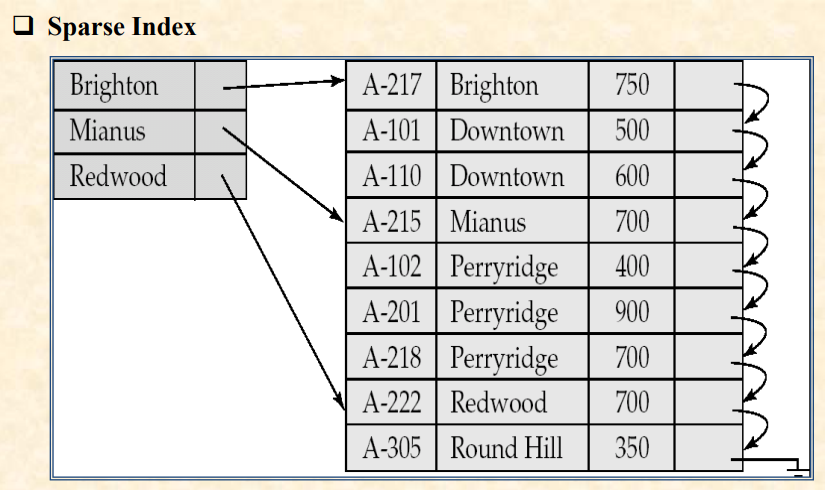 ❑ Sparse Index
Brighton A-217 Brighton 750
Mianus A-101 Downtown 500
Redwood A-110 Downtown 600
A-215 Mianus 700
A-102 Perryridge 400
A-201 Perryridge 900
A-218 Perryridge 700
A-222 Redwood 700
A-305 Round Hill 350